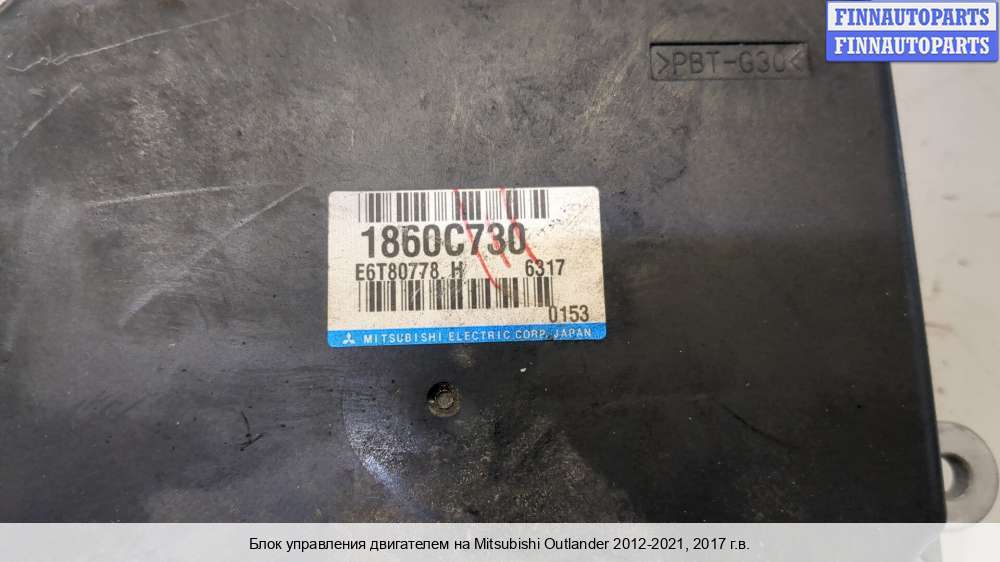 FINNAUTOPARTS
FINNAUTOPARTS
>PBT-G30<
1860C730
E6T80778 H 6317
0153
MITSUBISHI ELECTRIC CORP. JAPAN
Блок управления двигателем на Mitsubishi Outlander 2012-2021, 2017 г.в.